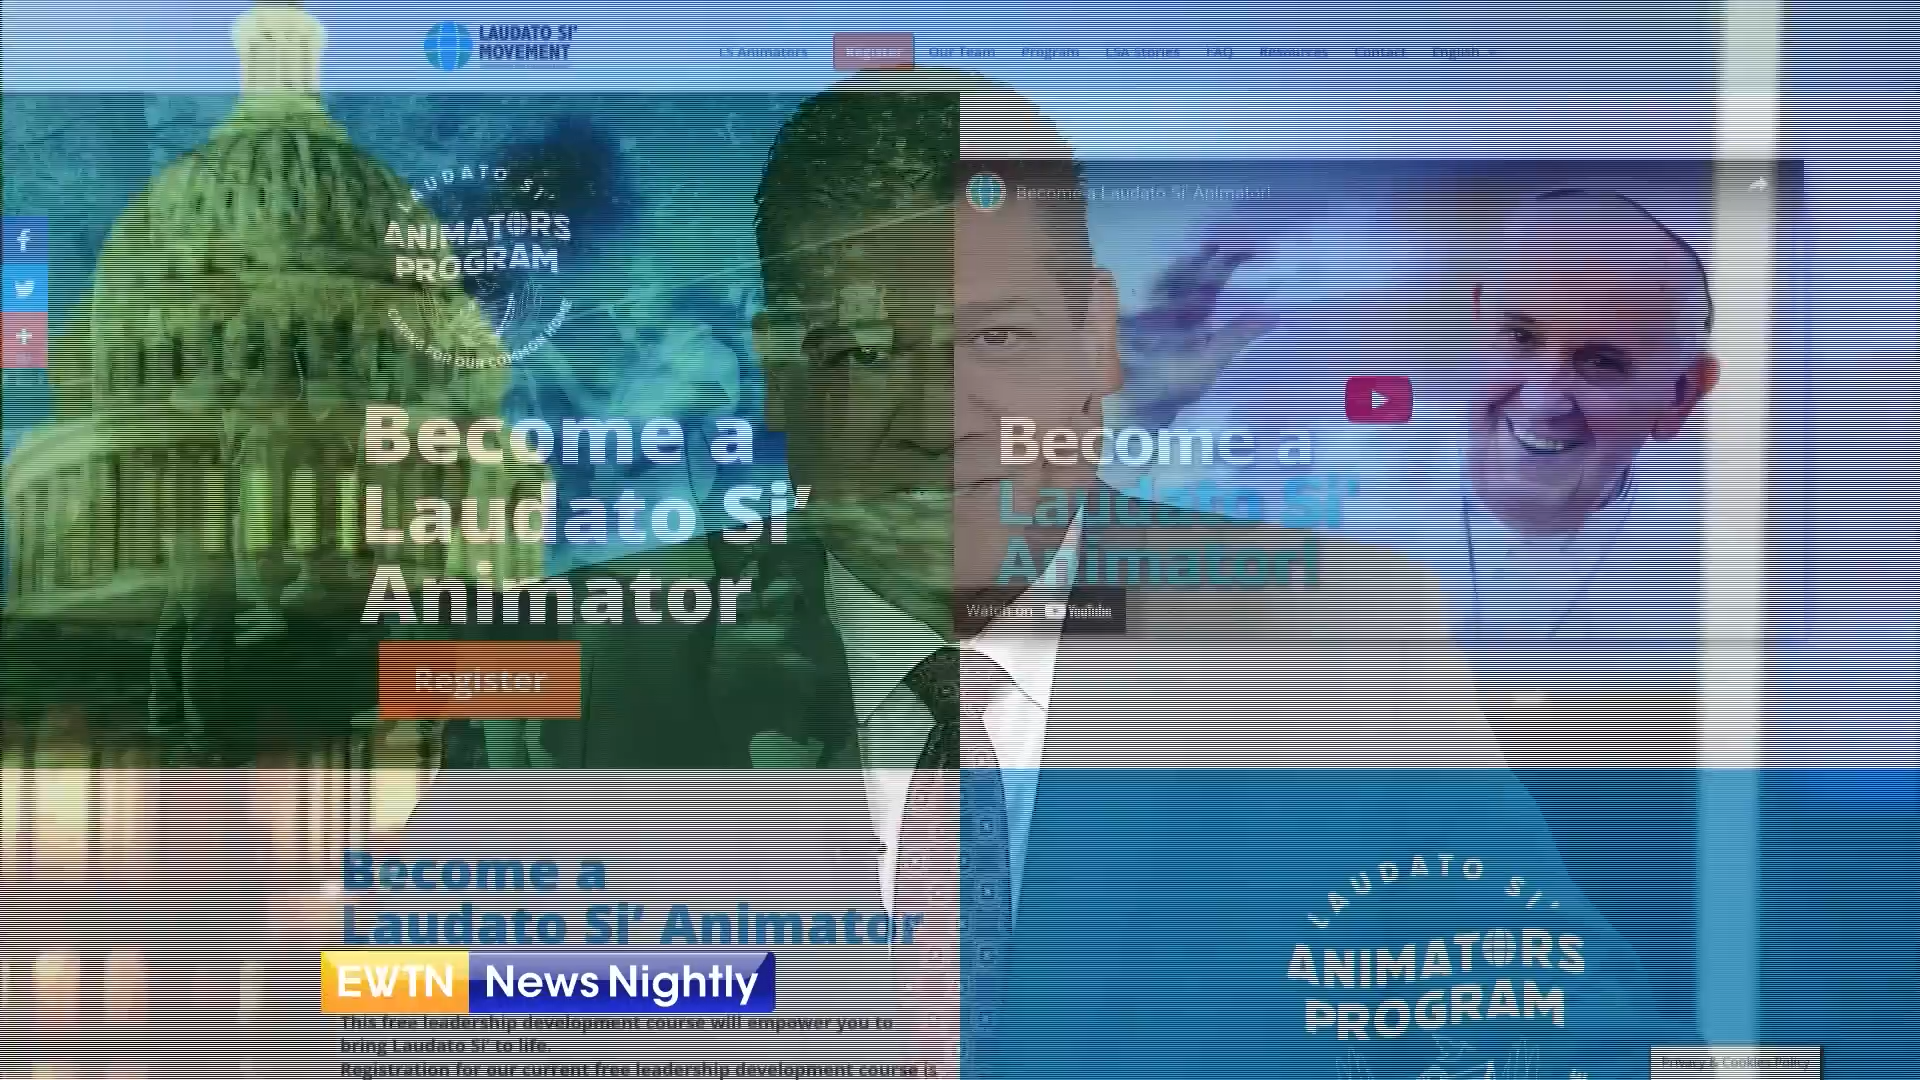 LAUDATO SI'
MOVEMENT
LS Animators
Register
Our Team
Program
LSA Stories
FAQ
Resources
Contact
English
LAUDATO SI'
ANIMATORS
PROGRAM
CARING FOR OUR COMMON HOME
Become a Laudato Si' Animator!
Become a
Laudato Si'
Animator
Register
Become a
Laudato Si'
Animator!
Watch on YouTube
Become a
Laudato Si' Animator
EWTN News Nightly
This free leadership development course will empower you to
bring Laudato Si' to life.
Registration for our current free leadership development course is
LAUDATO SI'
ANIMATORS
PROGRAM
Privacy & Cookies Policy